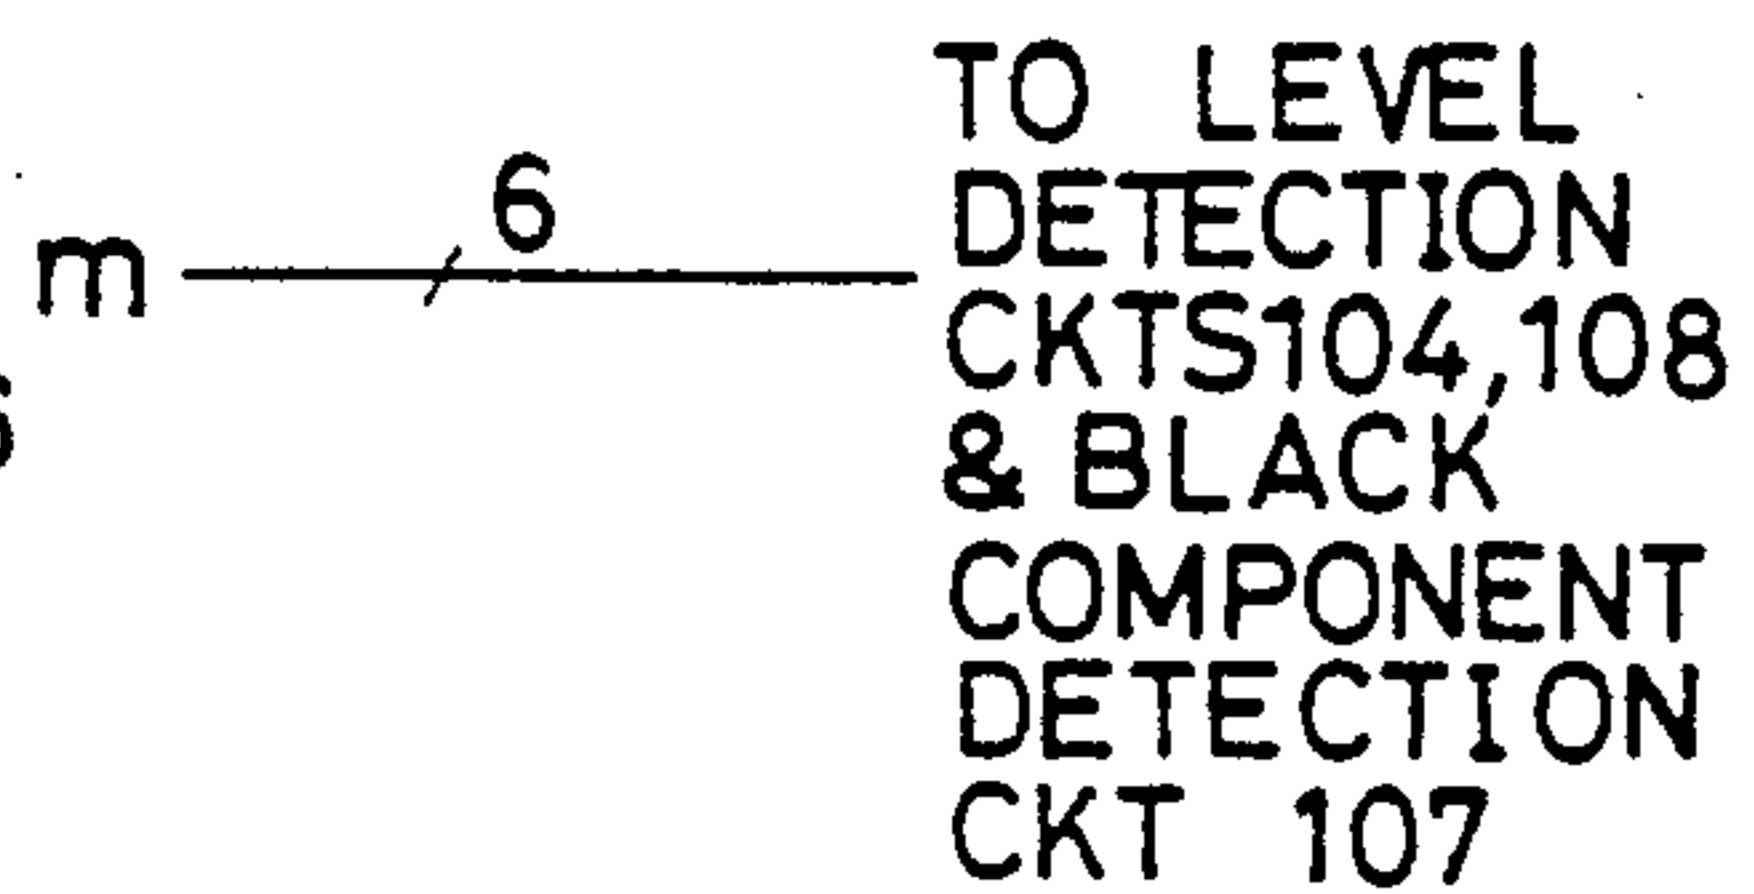 TO LEVEL
6
DETECTION
m
CKTS104,108
& BLACK
COMPONENT
DETECTION
CKT 107